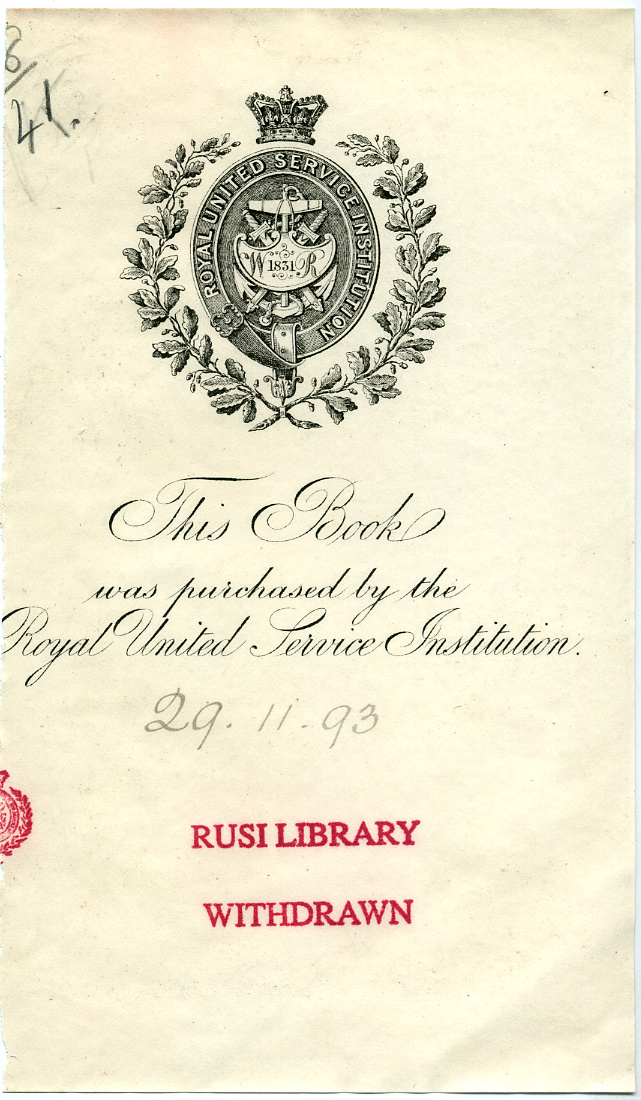 41.
ROYAL UNITED SERVICE INSTITUTION
W 1831 R
This Book
was purchased by the
Royal United Service Institution.
29. 11. 93
RUSI LIBRARY
WITHDRAWN